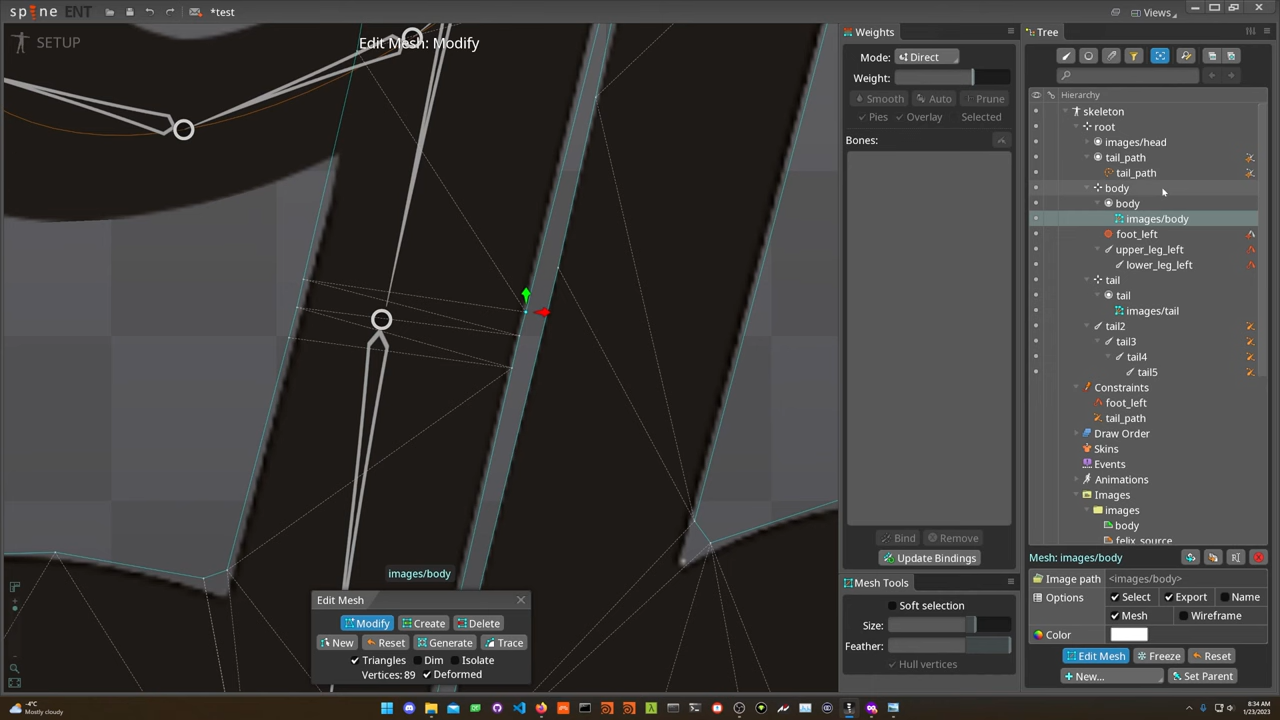 spine ENT
*test
Views
SETUP
Edit Mesh: Modify
Weights
Mode: Direct
Weight:
Smooth Auto Prune
Pies Overlay Selected
Bones:
Bind Remove
Update Bindings
Mesh Tools
Soft selection
Size:
Feather:
Hull vertices
Tree
Hierarchy
skeleton
root
images/head
tail_path
tail_path
body
body
images/body
foot_left
upper_leg_left
lower_leg_left
tail
tail
images/tail
tail2
tail3
tail4
tail5
Constraints
foot_left
tail_path
Draw Order
Skins
Events
Animations
Images
images
body
felix_source
Mesh: images/body
Image path <images/body>
Options Select Export Name
Mesh Wireframe
Color
Edit Mesh Freeze Reset
New... Set Parent
images/body
Edit Mesh
Modify Create Delete
New Reset Generate Trace
Triangles Dim Isolate
Vertices: 89 Deformed
-4°C
Mostly cloudy
8:34 AM
1/23/2023